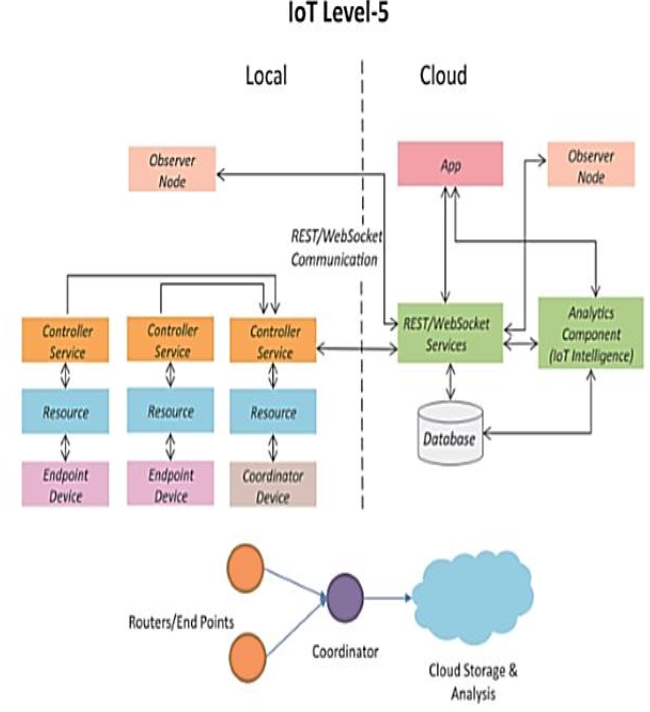 IoT Level-5
Local
Cloud
Observer
Node
App
Observer
Node
REST/WebSocket
Communication
Controller
Service
Controller
Service
Controller
Service
REST/WebSocket
Services
Analytics
Component
(IoT Intelligence)
Resource
Resource
Resource
Database
Endpoint
Device
Endpoint
Device
Coordinator
Device
Routers/End Points
Coordinator
Cloud Storage &
Analysis